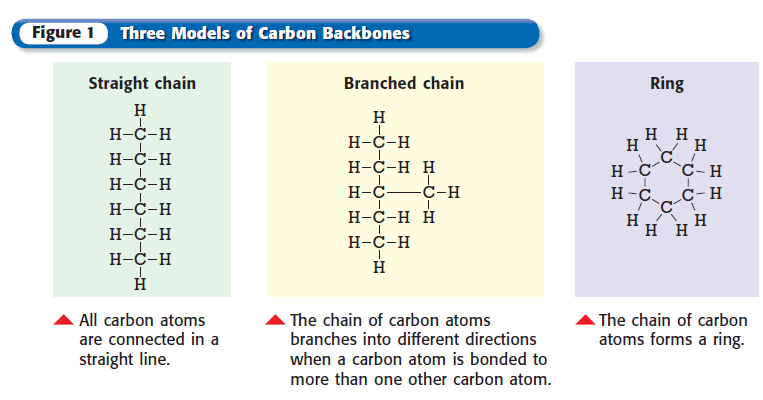 Figure 1 Three Models of Carbon Backbones
Straight chain
H
H-C-H
H-C-H
H-C-H
H-C-H
H-C-H
H-C-H
H
All carbon atoms
are connected in a
straight line.
Branched chain
H
H-C-H
H-C-H H
H-C—C-H
H-C-H H
H-C-H
H
The chain of carbon atoms
branches into different directions
when a carbon atom is bonded to
more than one other carbon atom.
Ring
H H
H C H
H-C C-H
H-C C-H
H C H
H H
The chain of carbon
atoms forms a ring.